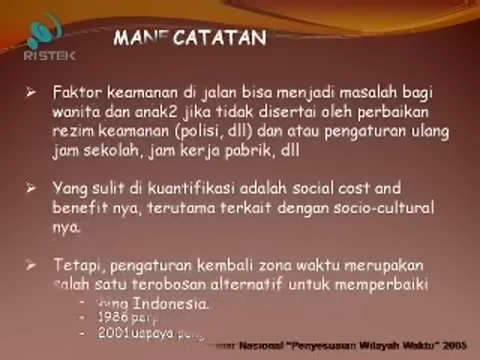 RISTEK
CATATAN
Faktor keamanan di jalan bisa menjadi masalah bagi
wanita dan anak2 jika tidak disertai oleh perbaikan
rezim keamanan (polisi, dll) dan atau pengaturan ulang
jam sekolah, jam kerja pabrik, dll
Yang sulit di kuantifikasi adalah social cost and
benefit nya, terutama terkait dengan socio-cultural
nya.
Tetapi, pengaturan kembali zona waktu merupakan
salah satu terobosan alternatif untuk memperbaiki
Indonesia.
- 1986
- 2001
Nasional "Penyesuaian Wilayah Waktu" 2005